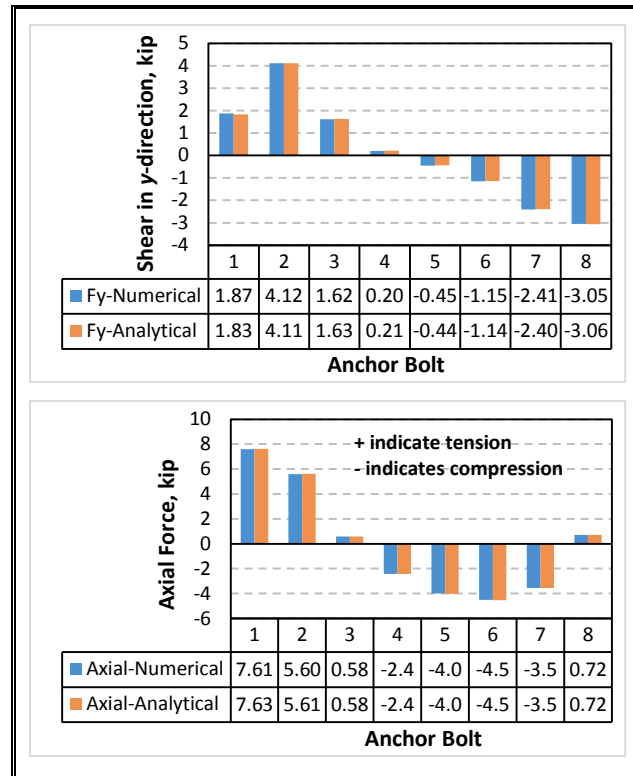 5
4
3
2
1
0
-1
-2
-3
-4
Shear in y-direction, kip
1 2 3 4 5 6 7 8
Fy-Numerical 1.87 4.12 1.62 0.20 -0.45 -1.15 -2.41 -3.05
Fy-Analytical 1.83 4.11 1.63 0.21 -0.44 -1.14 -2.40 -3.06
Anchor Bolt
10
8
6
4
2
0
-2
-4
-6
Axial Force, kip
+ indicate tension
- indicates compression
1 2 3 4 5 6 7 8
Axial-Numerical 7.61 5.60 0.58 -2.4 -4.0 -4.5 -3.5 0.72
Axial-Analytical 7.63 5.61 0.58 -2.4 -4.0 -4.5 -3.5 0.72
Anchor Bolt